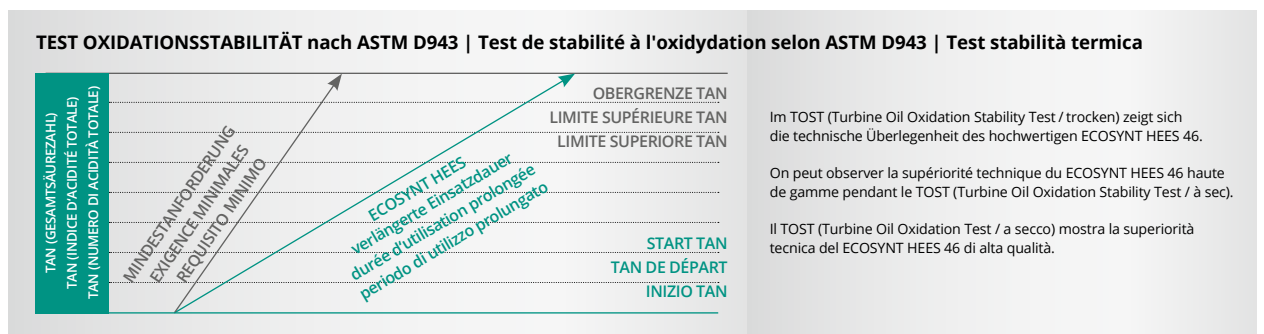 TEST OXIDATIONSSTABILITÄT nach ASTM D943 | Test de stabilité à l'oxidydation selon ASTM D943 | Test stabilità termica
TAN (GESAMTSÄUREZAHL)
TAN (INDICE D'ACIDITÉ TOTALE)
TAN (NUMERO DI ACIDITÀ TOTALE)
MINDESTANFORDERUNG
EXIGENCE MINIMALES
REQUISITO MINIMO
ECOSYNT HEES
verlängerte Einsatzdauer
durée d'utilisation prolongée
periodo di utilizzo prolungato
OBERGRENZE TAN
LIMITE SUPÉRIEURE TAN
LIMITE SUPERIORE TAN
START TAN
TAN DE DÉPART
INIZIO TAN
Im TOST (Turbine Oil Oxidation Stability Test / trocken) zeigt sich
die technische Überlegenheit des hochwertigen ECOSYNT HEES 46.
On peut observer la supériorité technique du ECOSYNT HEES 46 haute
de gamme pendant le TOST (Turbine Oil Oxidation Stability Test / à sec).
Il TOST (Turbine Oil Oxidation Test / a secco) mostra la superiorità
tecnica del ECOSYNT HEES 46 di alta qualità.